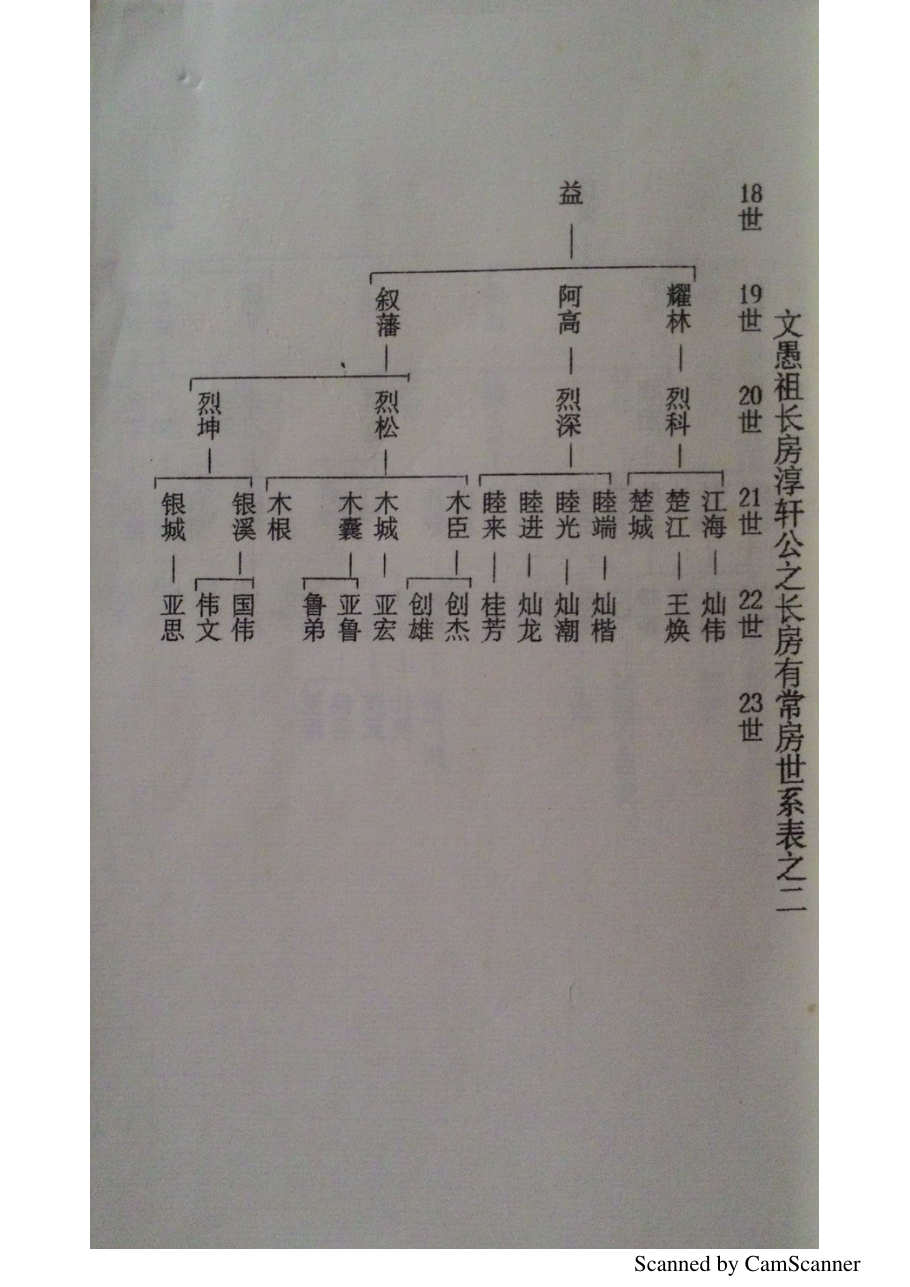 文愚祖长房淳轩公之长房有常房世系表之二
18世
益
19世
耀林
阿高
叙藩
20世
烈科
烈深
烈松
烈坤
21世
江海
楚江
楚城
睦端
睦光
睦进
睦来
木臣
木城
木囊
木根
银溪
银城
22世
灿伟
王焕
灿楷
灿潮
灿龙
桂芳
创杰
创雄
亚宏
亚鲁
鲁弟
国伟
伟文
亚思
23世
Scanned by CamScanner